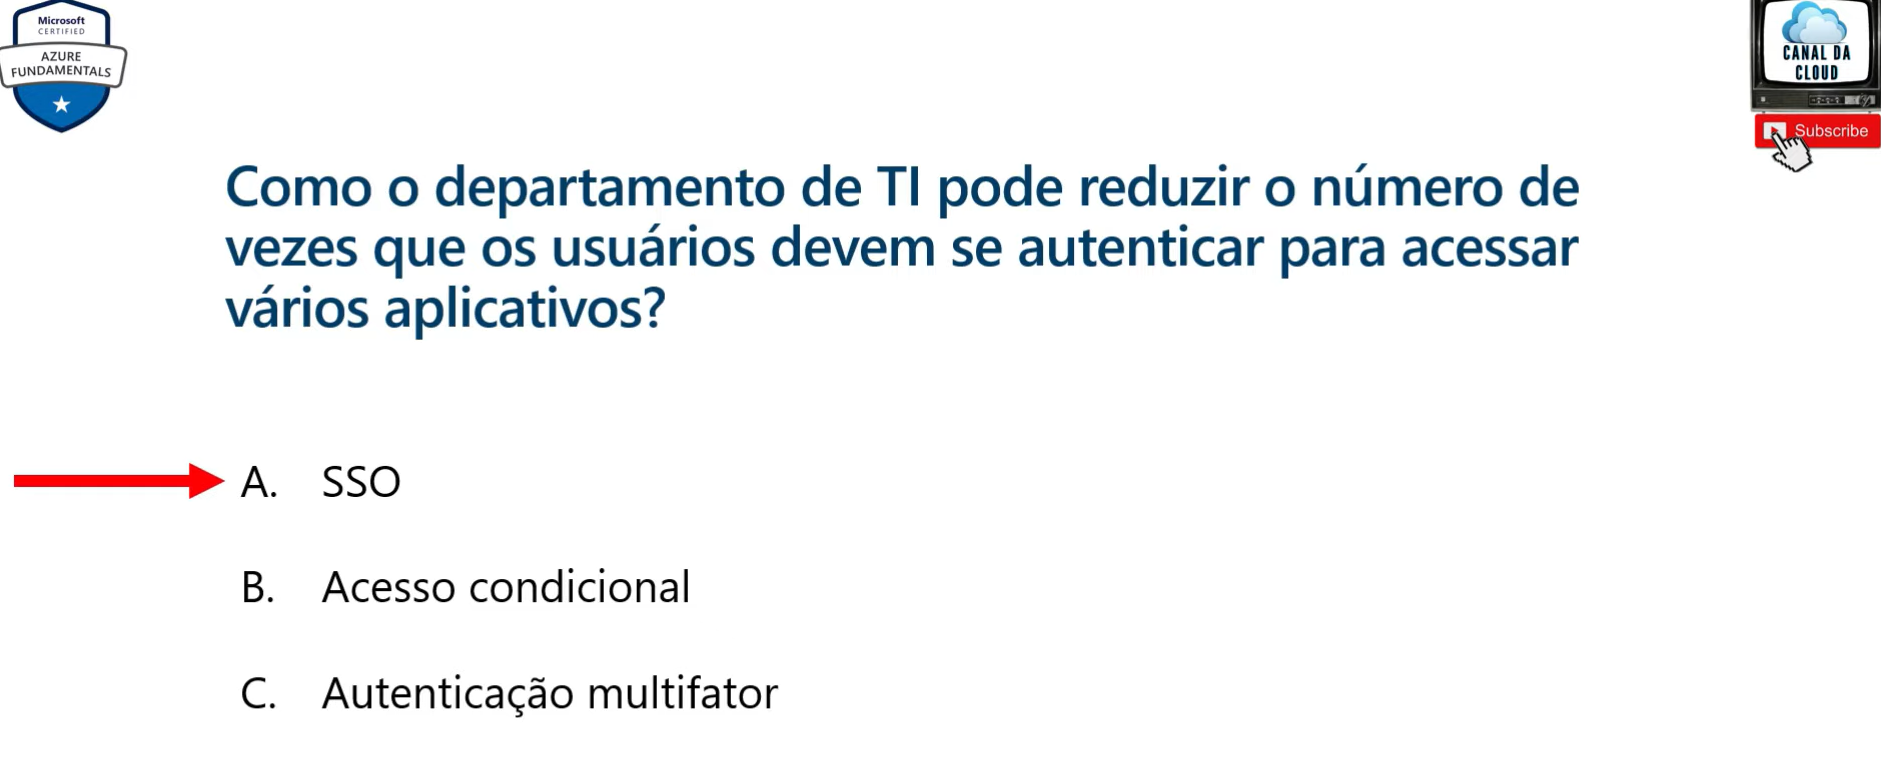 Microsoft
CERTIFIED
AZURE
FUNDAMENTALS
CANAL DA
CLOUD
Subscribe
Como o departamento de TI pode reduzir o número de
vezes que os usuários devem se autenticar para acessar
vários aplicativos?
A. SSO
B. Acesso condicional
C. Autenticação multifator